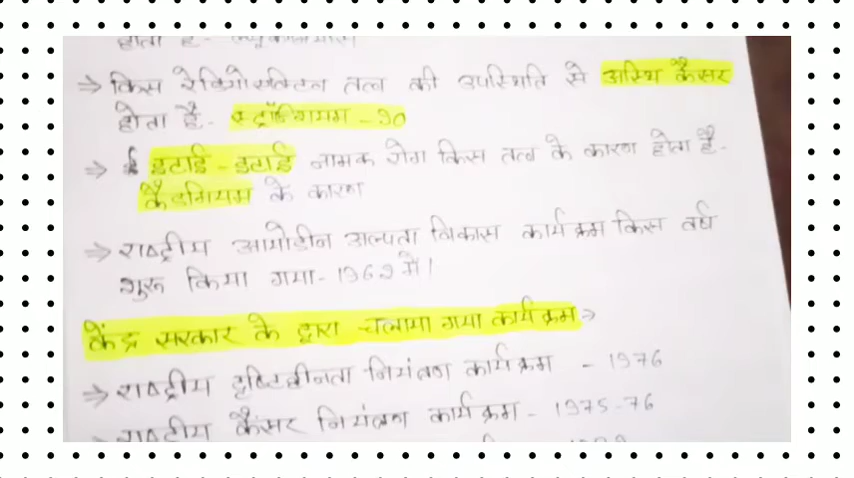 होता है -
⇒ किस रेडियोसक्टिव तत्व की उपस्थिति से अस्थि कैंसर
होता है - स्ट्रॉन्शियम - 90
⇒ इटाई - इटाई नामक रोग किस तत्व के कारण होता है -
कैडमियम के कारण
⇒ राष्ट्रीय आयोडीन अल्पता विकास कार्यक्रम किस वर्ष
शुरू किया गया - 1962 में।
केंद्र सरकार के द्वारा चलाया गया कार्यक्रम ⇒
⇒ राष्ट्रीय दृष्टिहीनता नियंत्रण कार्यक्रम - 1976
राष्ट्रीय कैंसर नियंत्रण कार्यक्रम - 1975-76